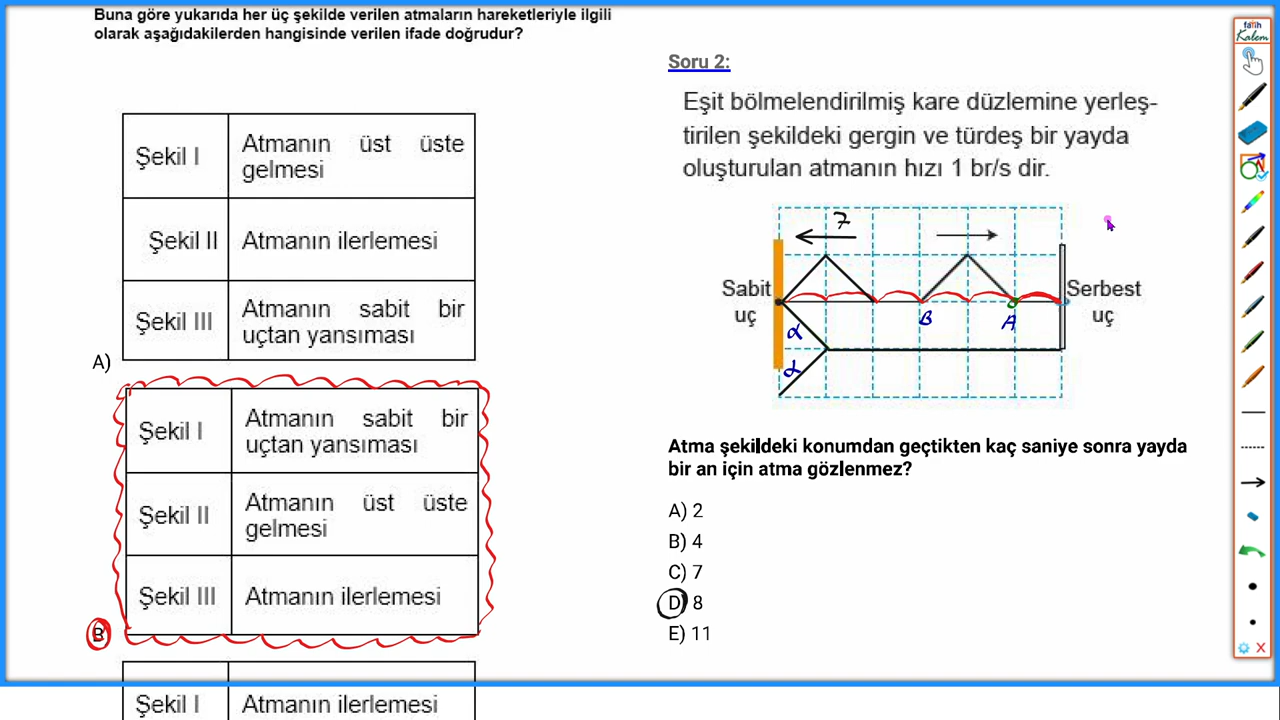 Buna göre yukarıda her üç şekilde verilen atmaların hareketleriyle ilgili
olarak aşağıdakilerden hangisinde verilen ifade doğrudur?
Şekil I
Atmanın üst üste
gelmesi
Şekil II
Atmanın ilerlemesi
Şekil III
Atmanın sabit bir
uçtan yansıması
A)
Şekil I
Atmanın sabit bir
uçtan yansıması
Şekil II
Atmanın üst üste
gelmesi
Şekil III
Atmanın ilerlemesi
B
Şekil I
Atmanın ilerlemesi
Soru 2:
Eşit bölmelendirilmiş kare düzlemine yerleş-
tirilen şekildeki gergin ve türdeş bir yayda
oluşturulan atmanın hızı 1 br/s dir.
7
Sabit
uç
Serbest
uç
B
A
α
α
Atma şekildeki konumdan geçtikten kaç saniye sonra yayda
bir an için atma gözlenmez?
A) 2
B) 4
C) 7
D) 8
E) 11
fatih
Kalem